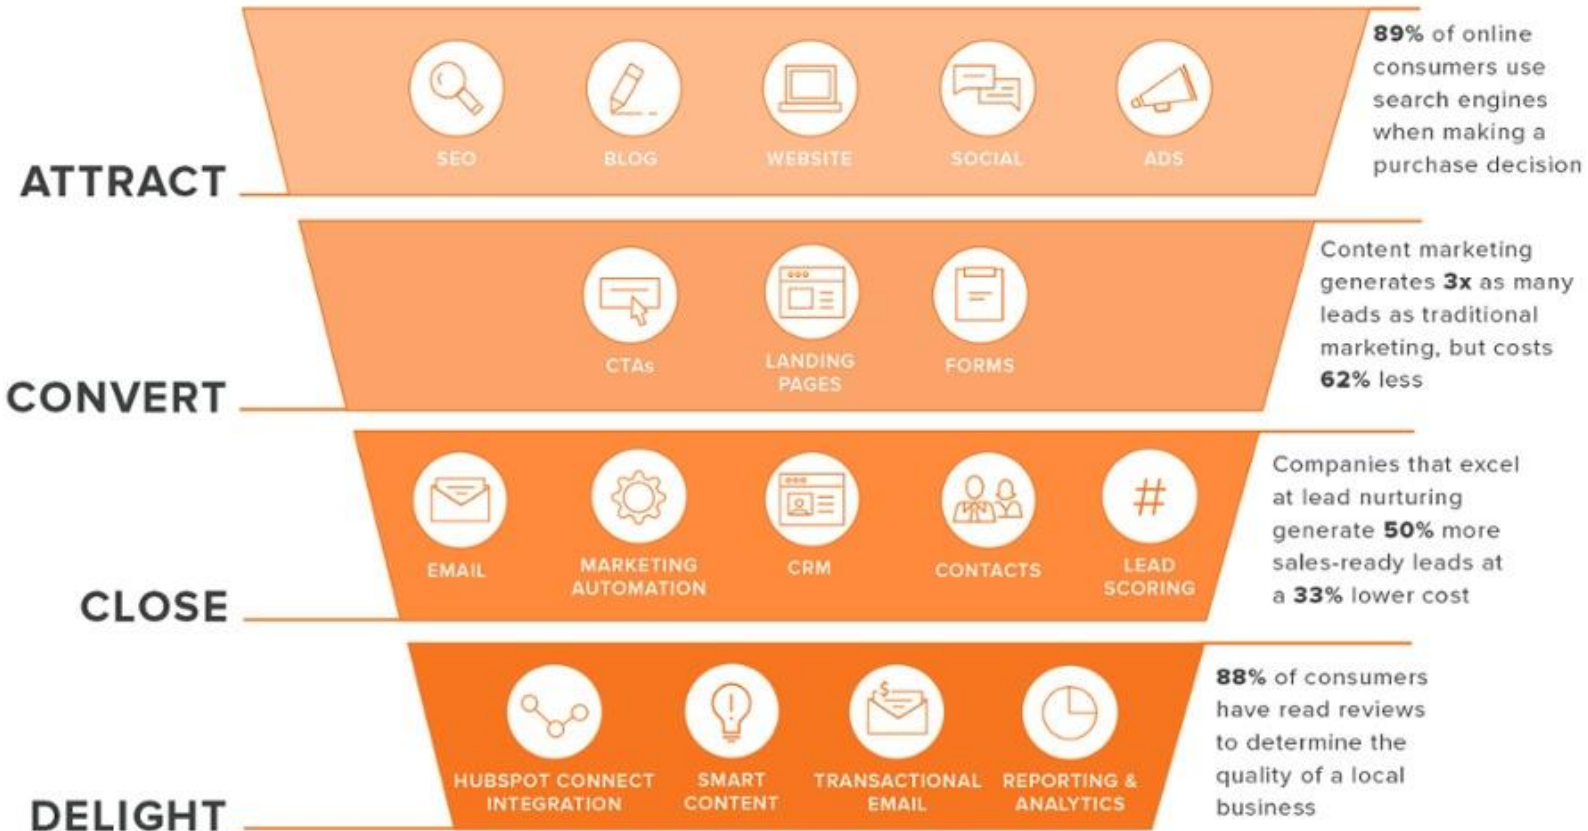 SEO
BLOG
WEBSITE
SOCIAL
ADS
ATTRACT
89% of online
consumers use
search engines
when making a
purchase decision
CTAs
LANDING
PAGES
FORMS
CONVERT
Content marketing
generates 3x as many
leads as traditional
marketing, but costs
62% less
EMAIL
MARKETING
AUTOMATION
CRM
CONTACTS
#
LEAD
SCORING
CLOSE
Companies that excel
at lead nurturing
generate 50% more
sales-ready leads at
a 33% lower cost
HUBSPOT CONNECT
INTEGRATION
SMART
CONTENT
$
TRANSACTIONAL
EMAIL
REPORTING &
ANALYTICS
DELIGHT
88% of consumers
have read reviews
to determine the
quality of a local
business